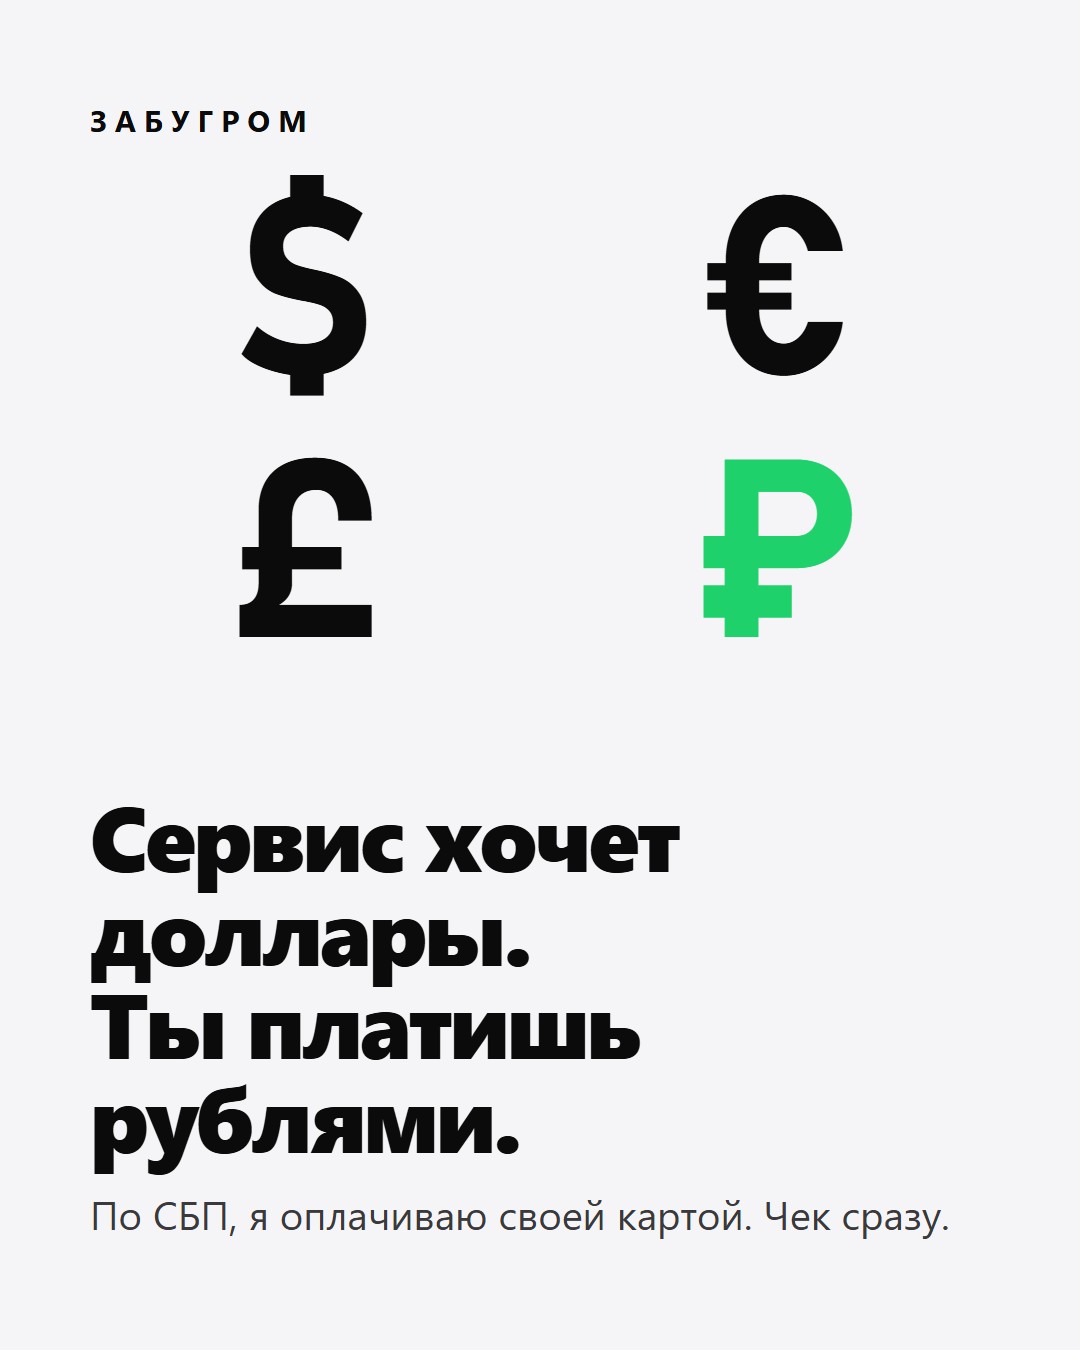 ЗАБУГРОМ
$ €
£ ₽
Сервис хочет
доллары.
Ты платишь
рублями.
По СБП, я оплачиваю своей картой. Чек сразу.